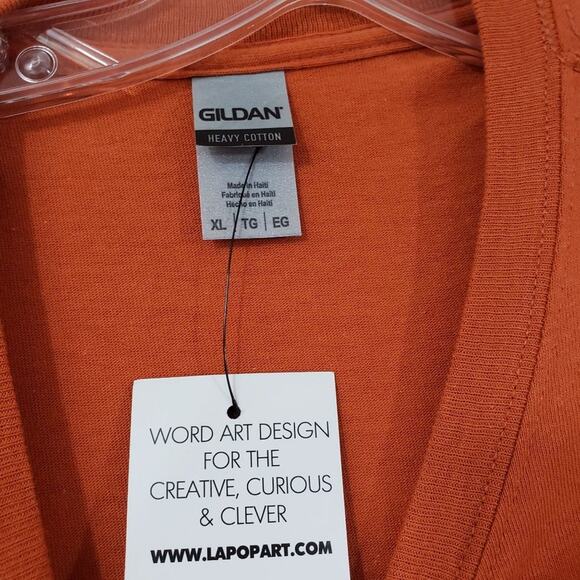 GILDAN
HEAVY COTTON
Made in Haiti
Fabriqué en Haïti
Hecho en Haití
XL | TG | EG
WORD ART DESIGN
FOR THE
CREATIVE, CURIOUS
& CLEVER
WWW.LAPOPART.COM